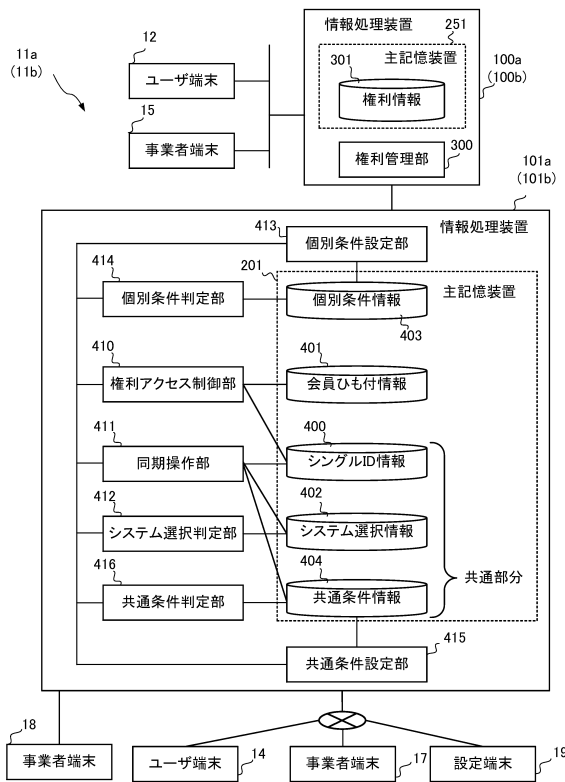 11a
(11b)
12
ユーザ端末
15
事業者端末
情報処理装置
251
主記憶装置
301
権利情報
100a
(100b)
権利管理部
300
101a
(101b)
情報処理装置
413
個別条件設定部
414
個別条件判定部
201
個別条件情報
403
主記憶装置
410
権利アクセス制御部
401
会員ひも付情報
411
同期操作部
400
シングルID情報
412
システム選択判定部
402
システム選択情報
共通部分
416
共通条件判定部
404
共通条件情報
415
共通条件設定部
18
事業者端末
ユーザ端末
14
事業者端末
17
設定端末
19